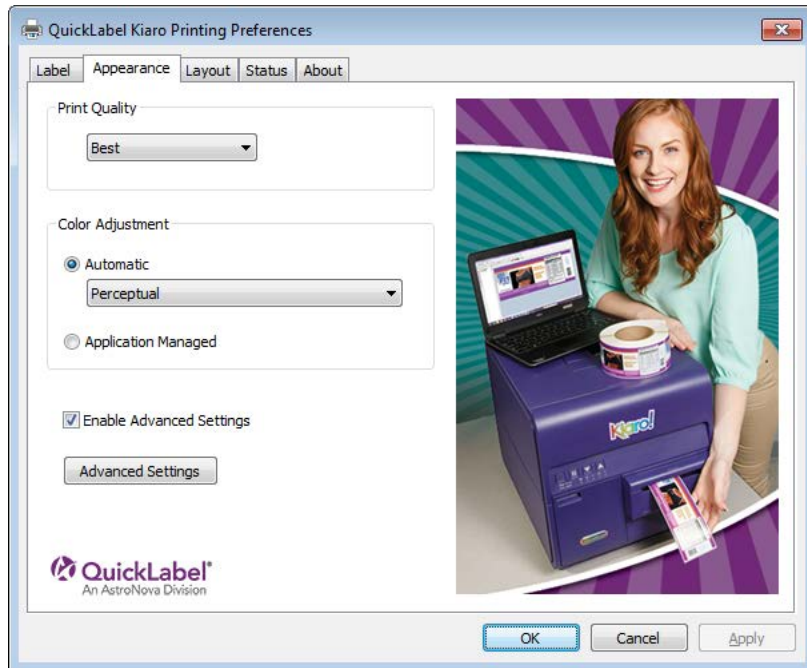 QuickLabel Kiaro Printing Preferences
Label Appearance Layout Status About
Print Quality
Best
Color Adjustment
Automatic
Perceptual
Application Managed
Enable Advanced Settings
Advanced Settings
Kiaro!
QuickLabel®
An AstroNova Division
OK Cancel Apply